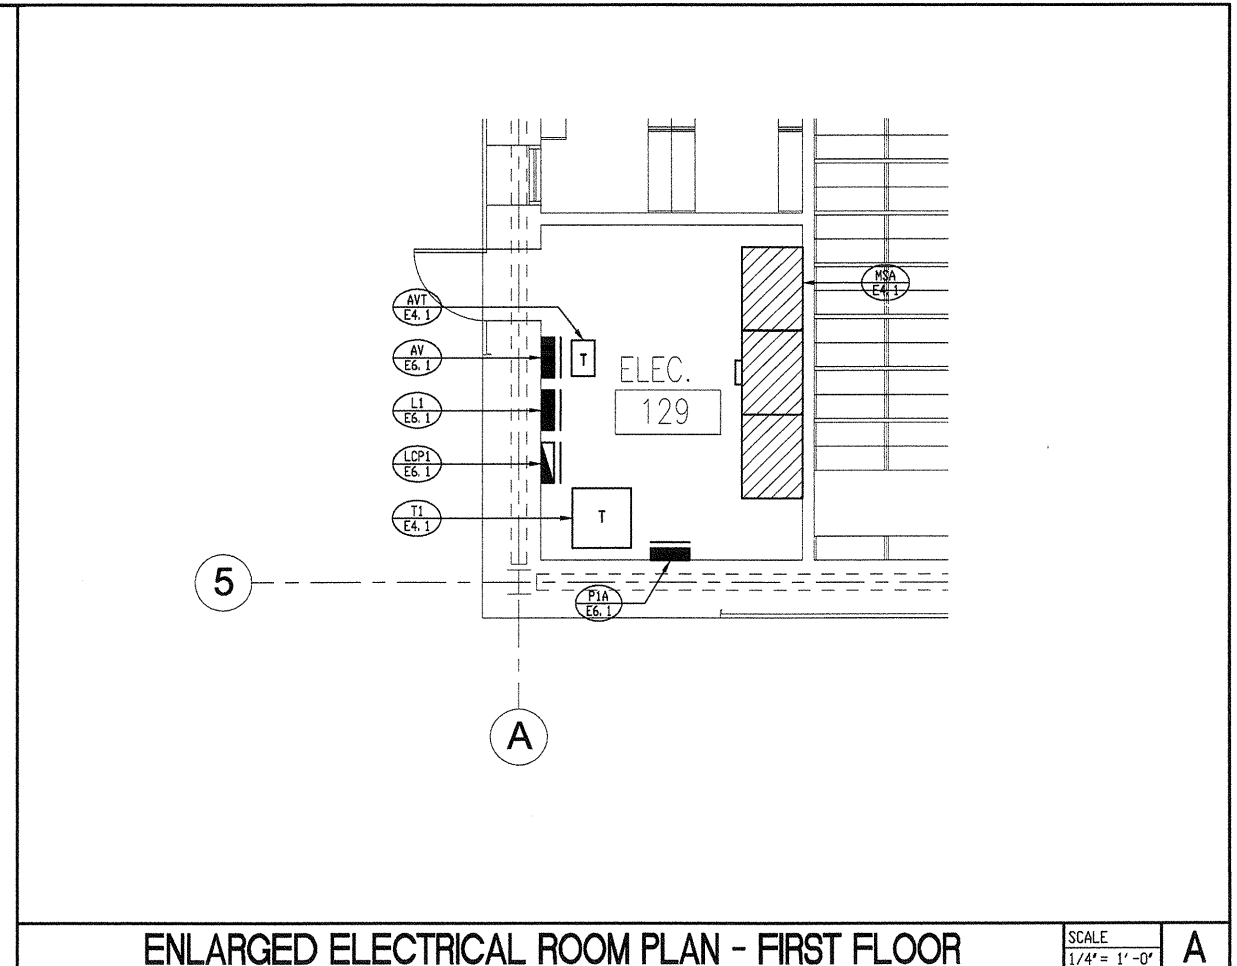 MSA
E4.1
AVT
E4.1
AV
E6.1
T
ELEC.
129
L1
E6.1
LCP1
E6.1
T1
E4.1
T
5
P1A
E6.1
A
ENLARGED ELECTRICAL ROOM PLAN - FIRST FLOOR
SCALE
1/4"= 1'-0"
A